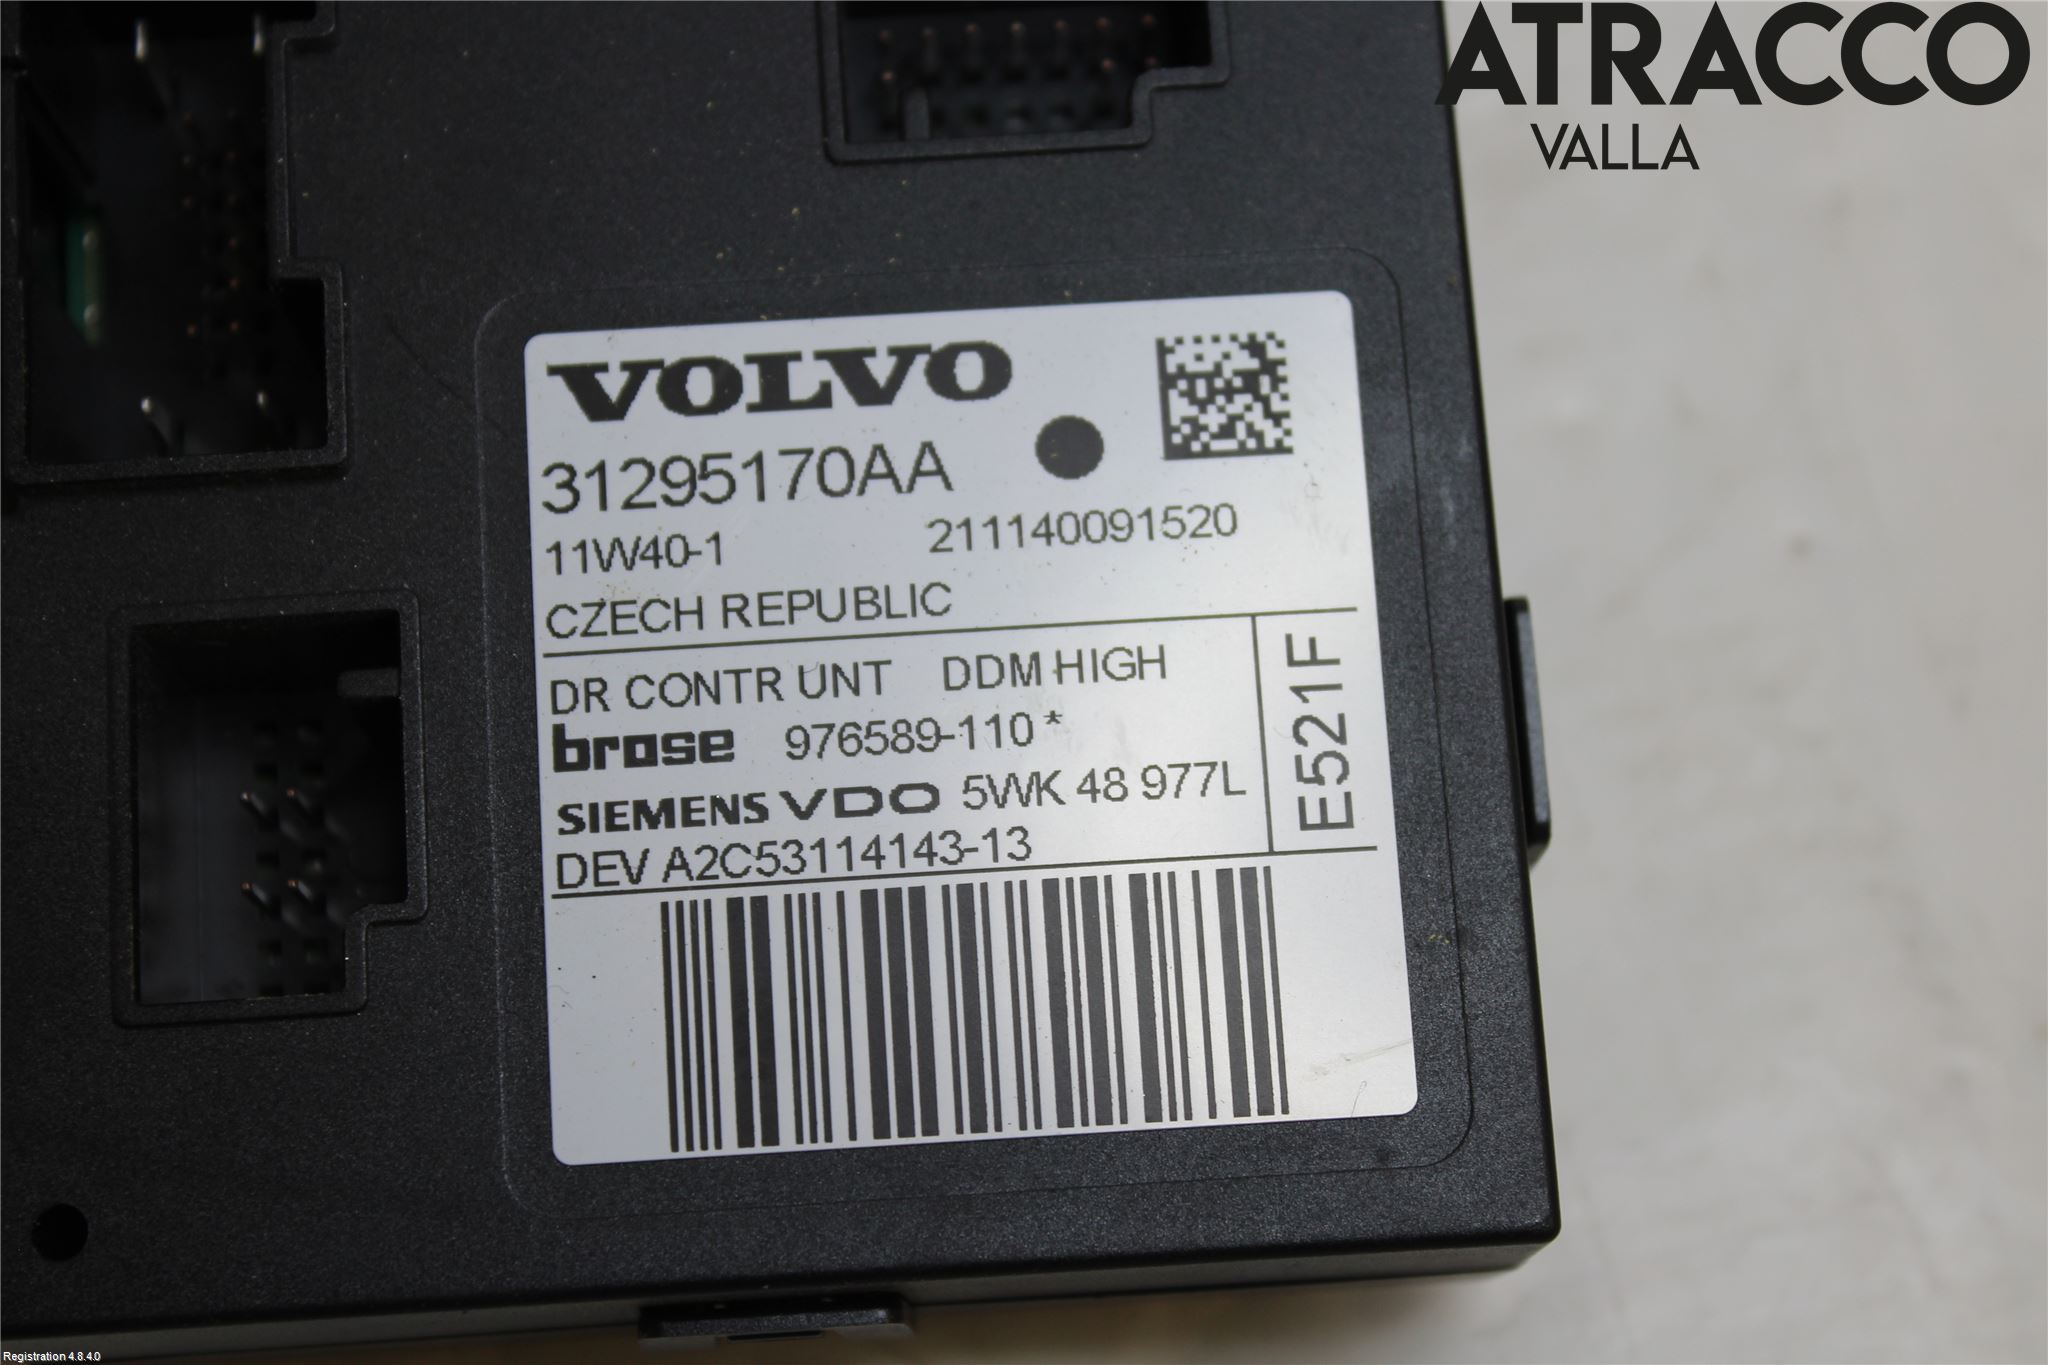 ATRACCO
VALLA
VOLVO
31295170AA
11W40-1 211140091520
CZECH REPUBLIC
DR CONTR UNT DDM HIGH
brose 976589-110*
SIEMENS VDO 5WK 48 977L
DEV A2C53114143-13
E521F
Registration 4.8.4.0